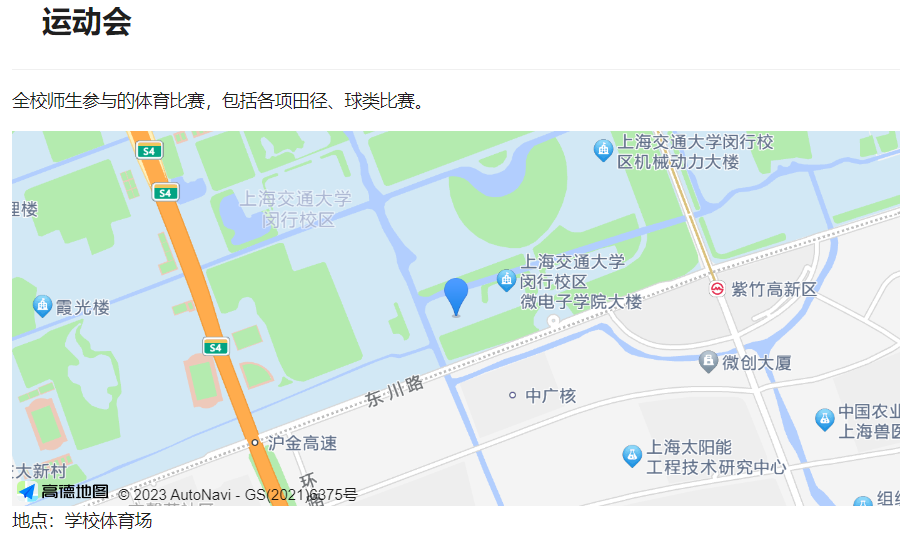 运动会
全校师生参与的体育比赛，包括各项田径、球类比赛。
S4
上海交通大学闵行校
区机械动力大楼
S4
上海交通大学
闵行校区
理楼
上海交通大学
闵行校区
微电子学院大楼
紫竹高新区
霞光楼
S4
微创大厦
东川路
中广核
中国农业
上海兽医
沪金高速
上海太阳能
工程技术研究中心
大新村
环
高德地图 © 2023 AutoNavi - GS(2021)6375号
组织
地点：学校体育场